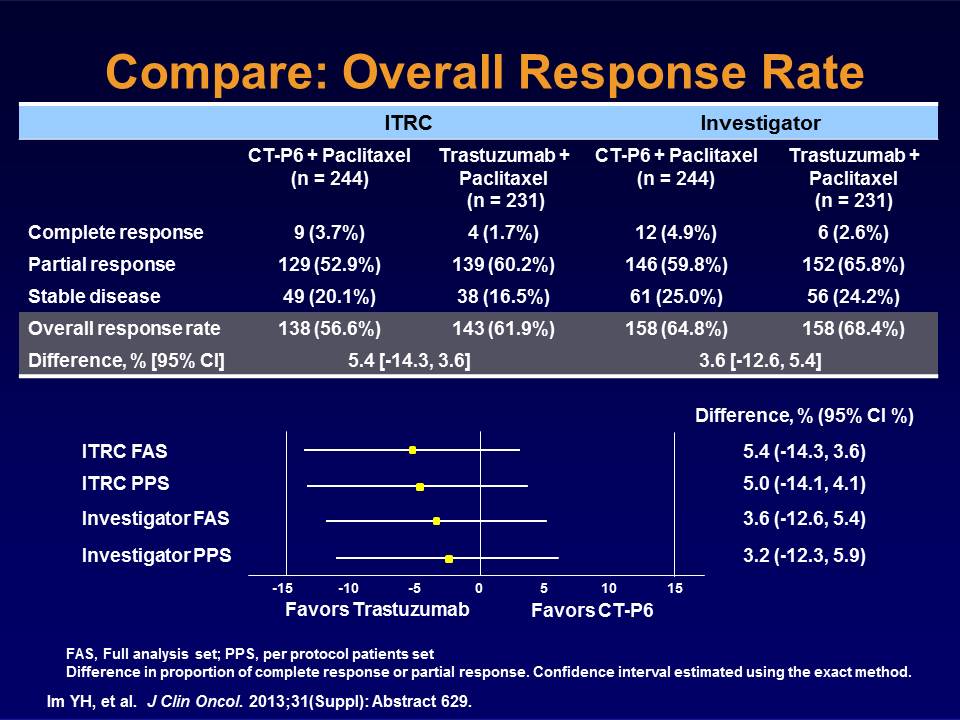 Compare: Overall Response Rate
ITRC Investigator
CT-P6 + Paclitaxel (n = 244) Trastuzumab + Paclitaxel (n = 231) CT-P6 + Paclitaxel (n = 244) Trastuzumab + Paclitaxel (n = 231)
Complete response 9 (3.7%) 4 (1.7%) 12 (4.9%) 6 (2.6%)
Partial response 129 (52.9%) 139 (60.2%) 146 (59.8%) 152 (65.8%)
Stable disease 49 (20.1%) 38 (16.5%) 61 (25.0%) 56 (24.2%)
Overall response rate 138 (56.6%) 143 (61.9%) 158 (64.8%) 158 (68.4%)
Difference, % [95% CI] 5.4 [-14.3, 3.6] 3.6 [-12.6, 5.4]
Difference, % (95% CI %)
ITRC FAS 5.4 (-14.3, 3.6)
ITRC PPS 5.0 (-14.1, 4.1)
Investigator FAS 3.6 (-12.6, 5.4)
Investigator PPS 3.2 (-12.3, 5.9)
-15 -10 -5 0 5 10 15
Favors Trastuzumab Favors CT-P6
FAS, Full analysis set; PPS, per protocol patients set
Difference in proportion of complete response or partial response. Confidence interval estimated using the exact method.
Im YH, et al. J Clin Oncol. 2013;31(Suppl): Abstract 629.